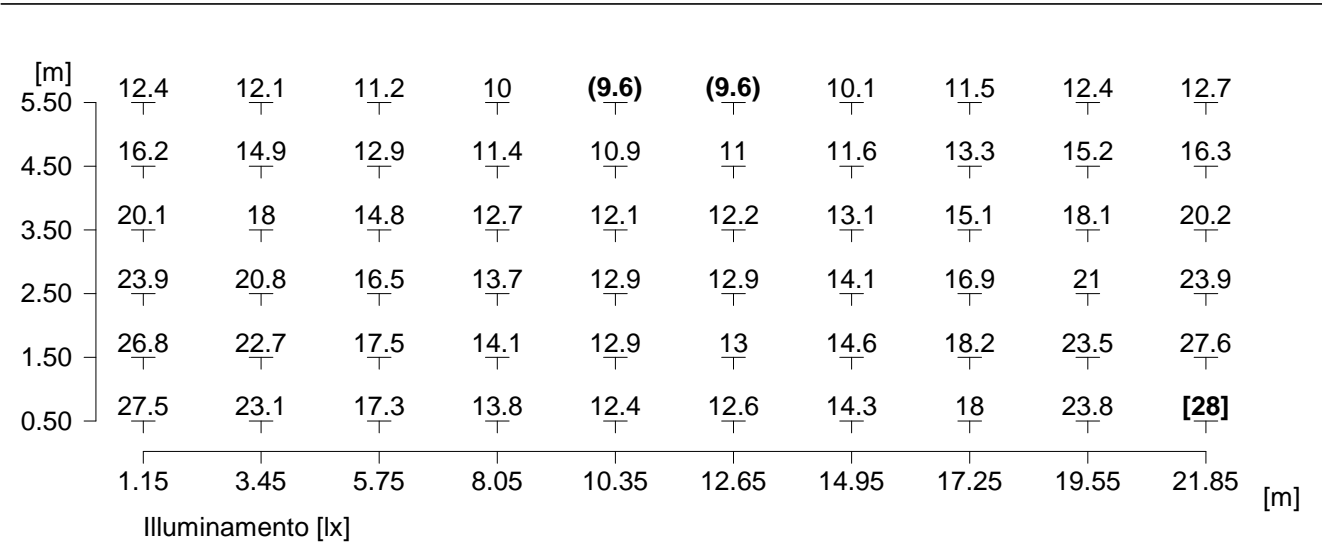 [m]
12.4 12.1 11.2 10 (9.6) (9.6) 10.1 11.5 12.4 12.7
5.50
16.2 14.9 12.9 11.4 10.9 11 11.6 13.3 15.2 16.3
4.50
20.1 18 14.8 12.7 12.1 12.2 13.1 15.1 18.1 20.2
3.50
23.9 20.8 16.5 13.7 12.9 12.9 14.1 16.9 21 23.9
2.50
26.8 22.7 17.5 14.1 12.9 13 14.6 18.2 23.5 27.6
1.50
27.5 23.1 17.3 13.8 12.4 12.6 14.3 18 23.8 [28]
0.50
1.15 3.45 5.75 8.05 10.35 12.65 14.95 17.25 19.55 21.85
[m]
Illuminamento [lx]